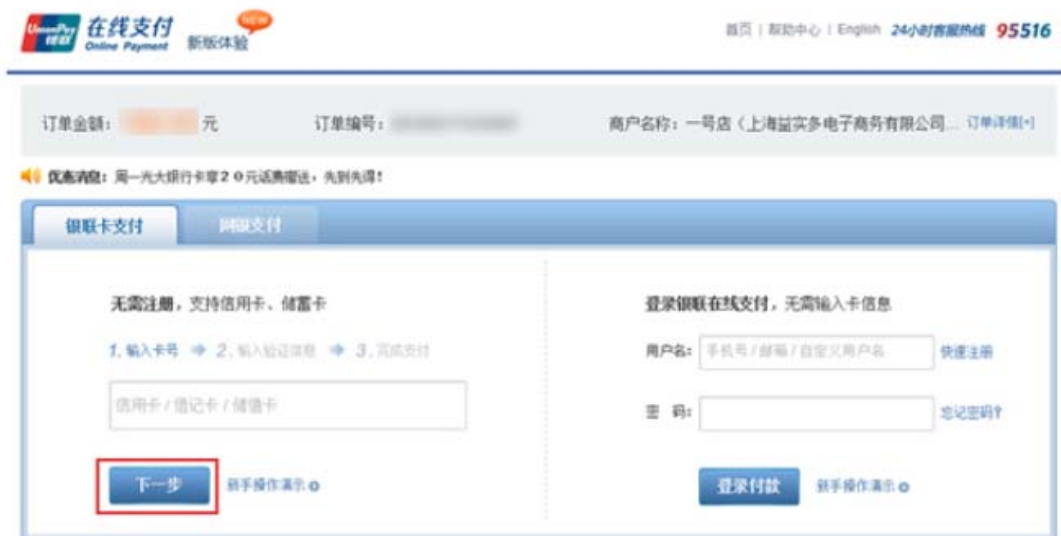 UnionPay 银联 在线支付 Online Payment 新版体验 NEW
首页 | 帮助中心 | English 24小时客服热线 95516
订单金额： 元 订单编号： 商户名称：一号店（上海益实多电子商务有限公司... 订单详情[+]
优惠消息：周一光大银行卡享20元话费赠送，先到先得！
银联卡支付 网银支付
无需注册，支持信用卡、储蓄卡
1.输入卡号 2.输入验证信息 3.完成支付
信用卡/借记卡/储值卡
下一步 新手操作演示
登录银联在线支付，无需输入卡信息
用户名： 手机号/邮箱/自定义用户名 快速注册
密 码： 忘记密码?
登录付款 新手操作演示